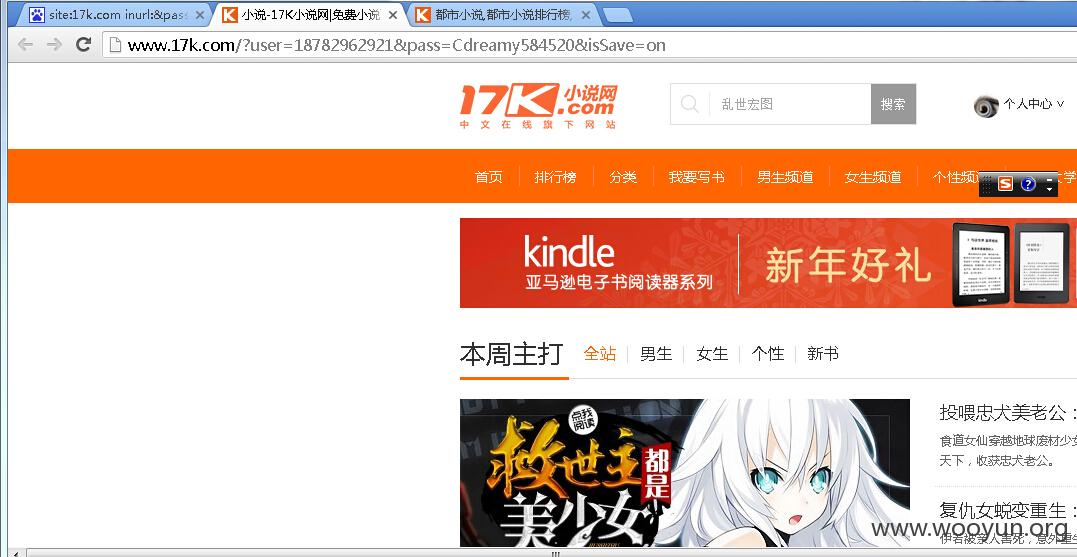 site:17k.com inurl:&pas
小说-17K小说网|免费小说
都市小说,都市小说排行榜,
www.17k.com/?user=18782962921&pass=Cdreamy584520&isSave=on
17K小说网
.com
中文在线旗下网站
乱世宏图
搜索
个人中心
首页 排行榜 分类 我要写书 男生频道 女生频道 个性频 文学
kindle
亚马逊电子书阅读器系列
新年好礼
kindle
本周主打 全站 男生 女生 个性 新书
点我阅读
救世主都是美少女
投喂忠犬美老公:
食道女仙穿越地球废材少女
天下,收获忠犬老公。
复仇女蜕变重生:
www.wooyun.org